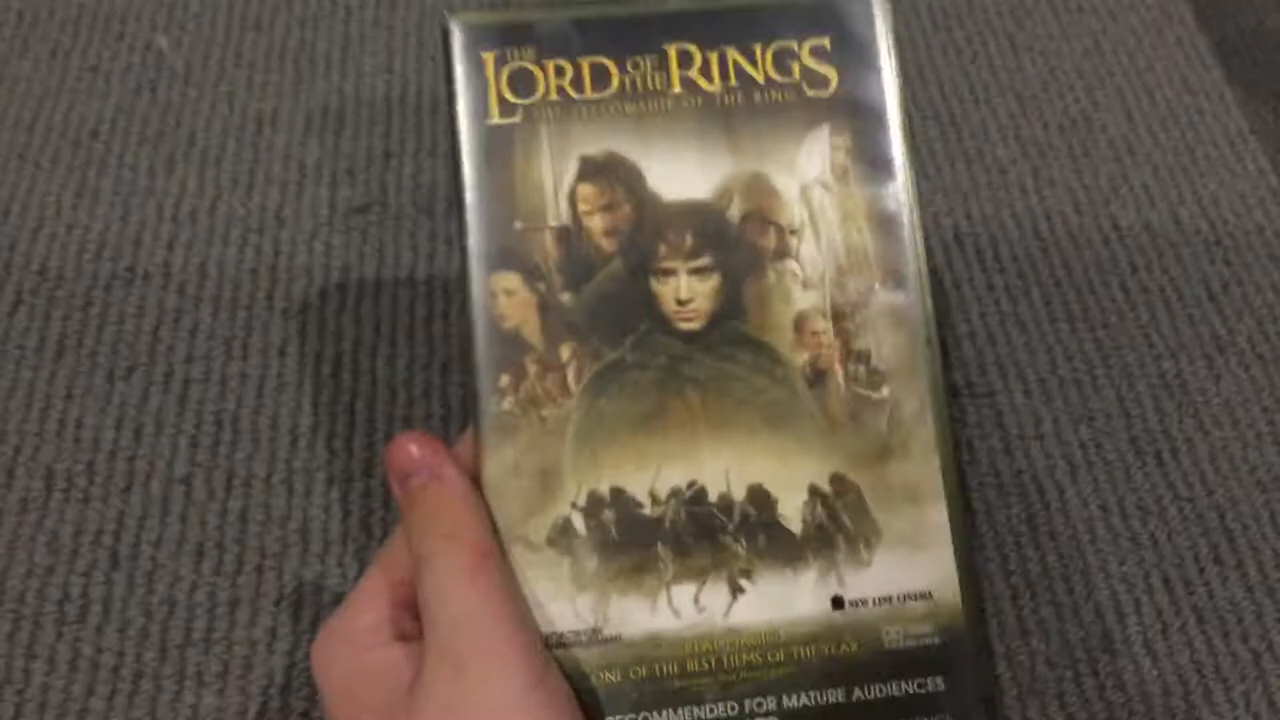 THE LORD OF THE RINGS
THE FELLOWSHIP OF THE RING
NEW LINE CINEMA
ONE OF THE BEST FILMS OF THE YEAR
RECOMMENDED FOR MATURE AUDIENCES